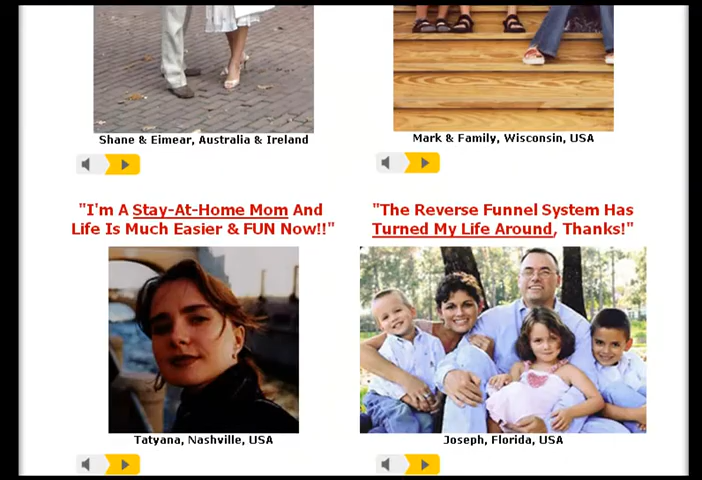 Shane & Eimear, Australia & Ireland
Mark & Family, Wisconsin, USA
"I'm A Stay-At-Home Mom And
Life Is Much Easier & FUN Now!!"
"The Reverse Funnel System Has
Turned My Life Around, Thanks!"
Tatyana, Nashville, USA
Joseph, Florida, USA